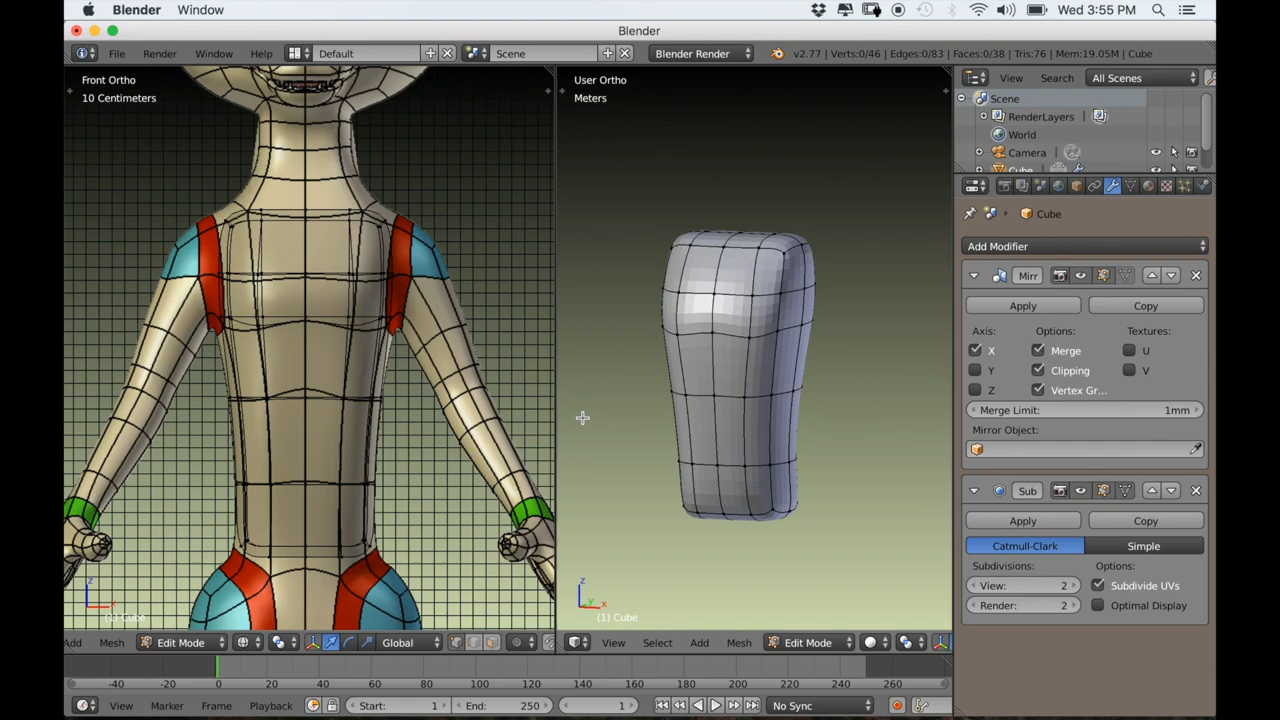 Blender Window Wed 3:55 PM
Blender
File Render Window Help Default Scene Blender Render v2.77 | Verts:0/46 | Edges:0/83 | Faces:0/38 | Tris:76 | Mem:19.05M | Cube
Front Ortho
10 Centimeters
User Ortho
Meters
View Search All Scenes
Scene
RenderLayers
World
Camera
Cube
Cube
Add Modifier
Mirr
Apply Copy
Axis: Options: Textures:
X Merge U
Y Clipping V
Z Vertex Gr...
Merge Limit: 1mm
Mirror Object:
Sub
Apply Copy
Catmull-Clark Simple
Subdivisions: Options:
View: 2 Subdivide UVs
Render: 2 Optimal Display
z
x
(1) Cube
z
y
x
(1) Cube
Add Mesh Edit Mode Global
View Select Add Mesh Edit Mode
-40 -20 0 20 40 60 80 100 120 140 160 180 200 220 240 260 280
View Marker Frame Playback Start: 1 End: 250 1 No Sync